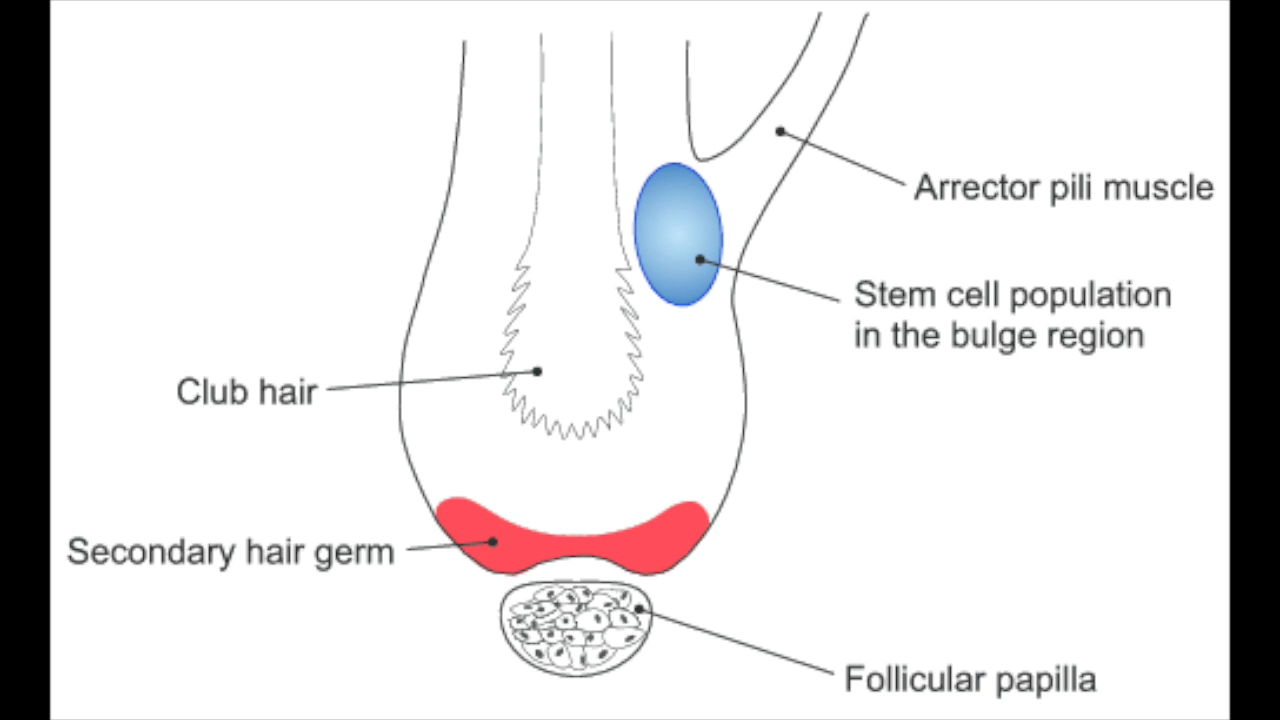 Arrector pili muscle
Stem cell population
in the bulge region
Club hair
Secondary hair germ
Follicular papilla